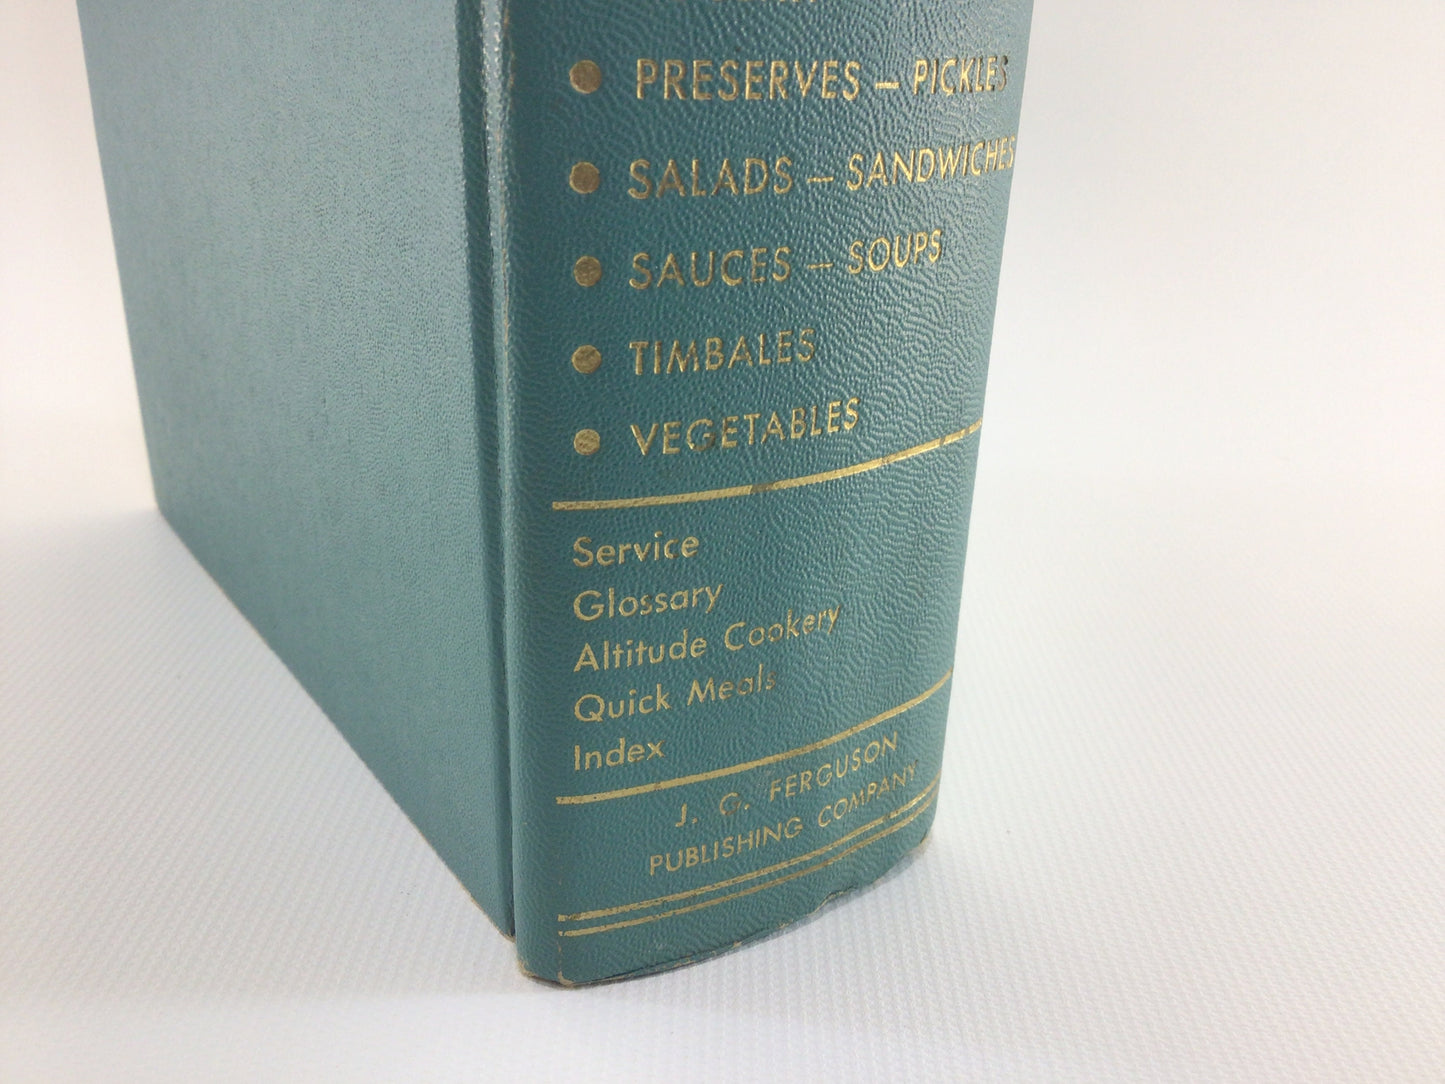 • PRESERVES – PICKLES
• SALADS – SANDWICHES
• SAUCES – SOUPS
• TIMBALES
• VEGETABLES
Service
Glossary
Altitude Cookery
Quick Meals
Index
J. G. FERGUSON
PUBLISHING COMPANY